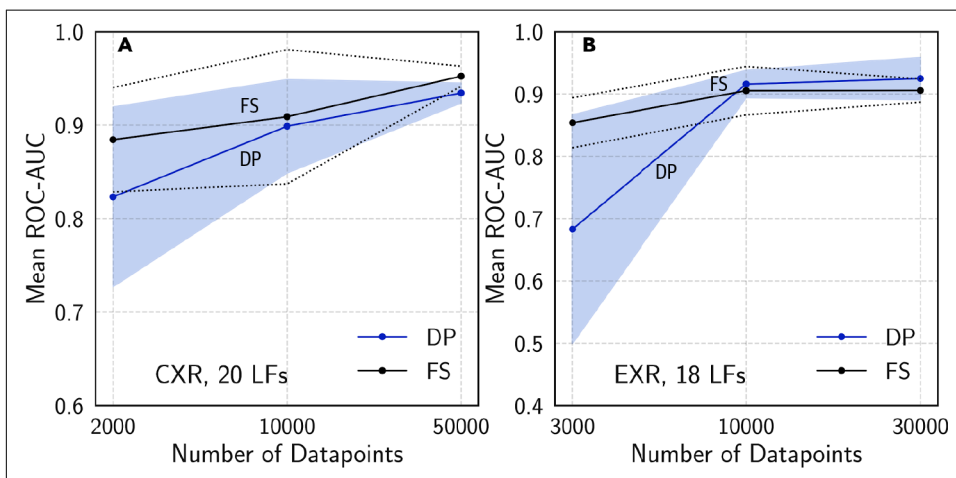 A
Mean ROC-AUC
1.0
0.9
0.8
0.7
0.6
FS
DP
DP
FS
CXR, 20 LFs
2000
10000
50000
Number of Datapoints
B
Mean ROC-AUC
1.0
0.9
0.8
0.7
0.6
0.5
0.4
FS
DP
DP
FS
EXR, 18 LFs
3000
10000
30000
Number of Datapoints